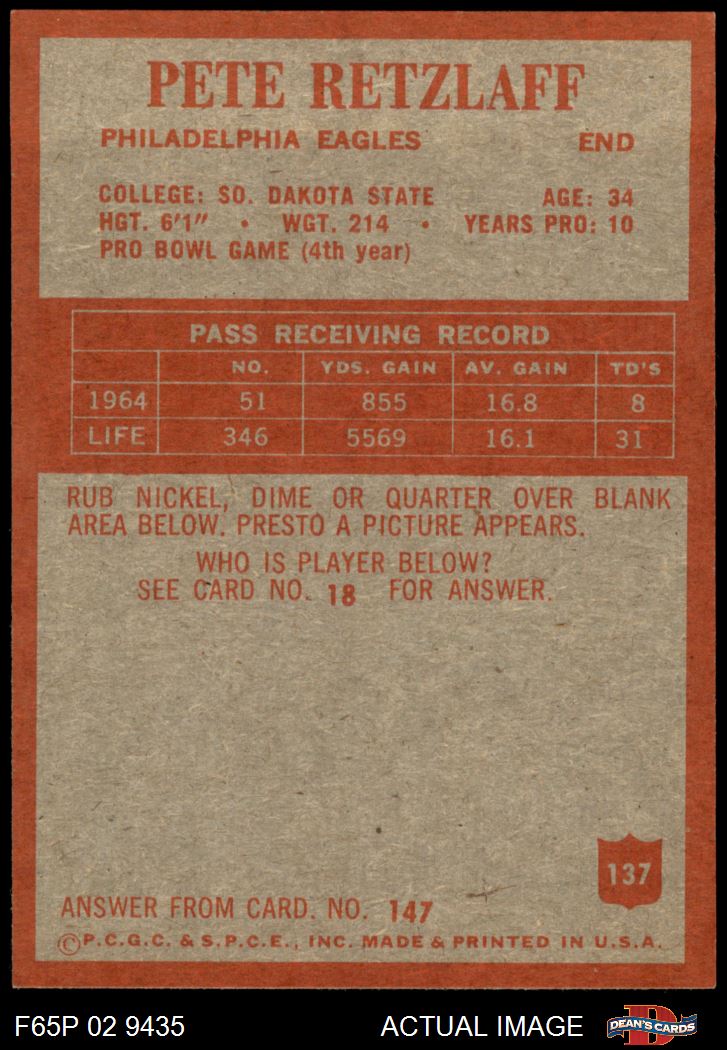 PETE RETZLAFF
PHILADELPHIA EAGLES END
COLLEGE: SO. DAKOTA STATE AGE: 34
HGT. 6'1" • WGT. 214 • YEARS PRO: 10
PRO BOWL GAME (4th year)
PASS RECEIVING RECORD
NO. YDS. GAIN AV. GAIN TD'S
1964 51 855 16.8 8
LIFE 346 5569 16.1 31
RUB NICKEL, DIME OR QUARTER OVER BLANK
AREA BELOW. PRESTO A PICTURE APPEARS.
WHO IS PLAYER BELOW?
SEE CARD NO. 18 FOR ANSWER.
137
ANSWER FROM CARD. NO. 147
©P.C.G.C. & S.P.C.E., INC. MADE & PRINTED IN U.S.A.
F65P 02 9435 ACTUAL IMAGE
D
DEAN'S CARDS